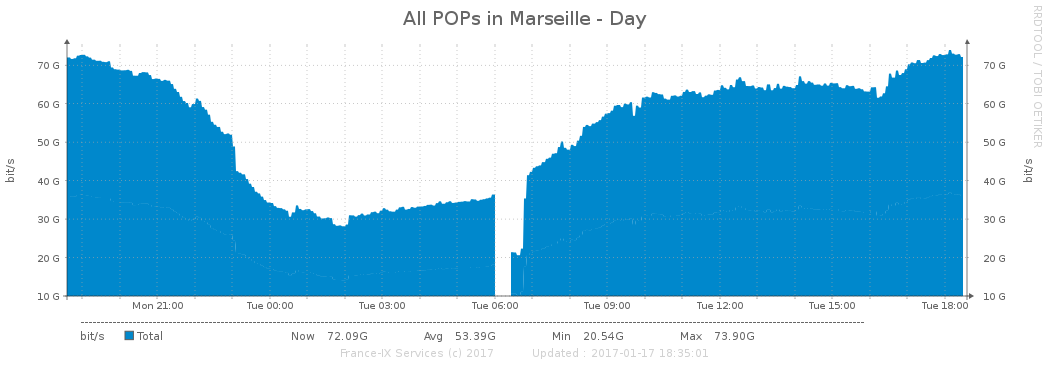 All POPs in Marseille - Day
RRDTOOL / TOBI OETIKER
bit/s
70 G 70 G
60 G 60 G
50 G 50 G
40 G 40 G
30 G 30 G
20 G 20 G
10 G 10 G
bit/s
Mon 21:00 Tue 00:00 Tue 03:00 Tue 06:00 Tue 09:00 Tue 12:00 Tue 15:00 Tue 18:00
bit/s Total Now 72.09G Avg 53.39G Min 20.54G Max 73.90G
France-IX Services (c) 2017 Updated : 2017-01-17 18:35:01